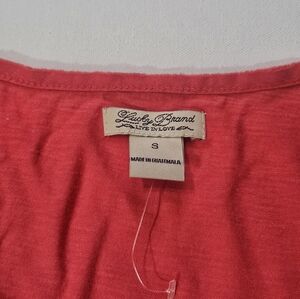 Lucky Brand
LIVE IN LOVE
S
MADE IN GUATEMALA